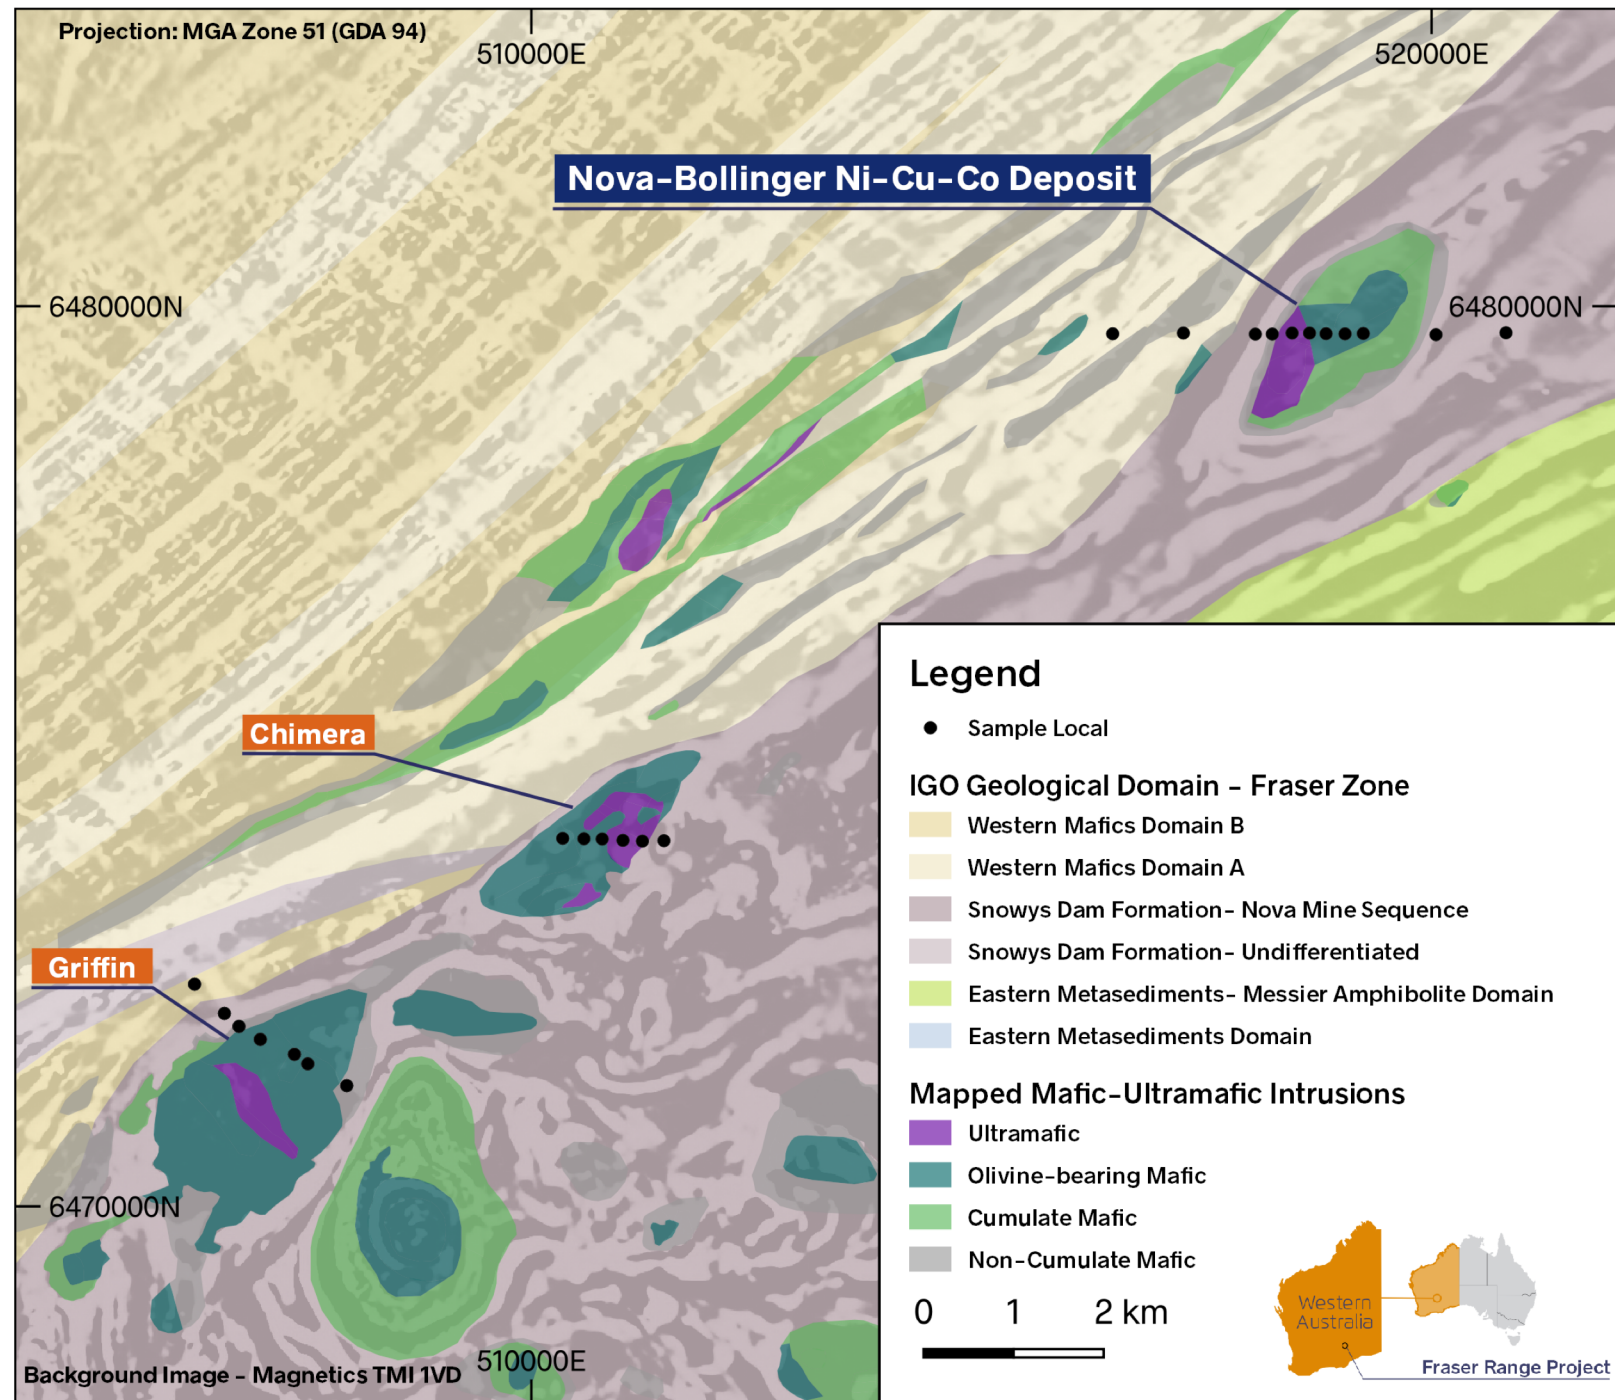 Projection: MGA Zone 51 (GDA 94)
510000E
520000E
Nova-Bollinger Ni-Cu-Co Deposit
6480000N
6480000N
Chimera
Griffin
6470000N
510000E
Background Image - Magnetics TMI 1VD
Legend
Sample Local
IGO Geological Domain - Fraser Zone
Western Mafics Domain B
Western Mafics Domain A
Snowys Dam Formation- Nova Mine Sequence
Snowys Dam Formation- Undifferentiated
Eastern Metasediments- Messier Amphibolite Domain
Eastern Metasediments Domain
Mapped Mafic-Ultramafic Intrusions
Ultramafic
Olivine-bearing Mafic
Cumulate Mafic
Non-Cumulate Mafic
0 1 2 km
Western
Australia
Fraser Range Project